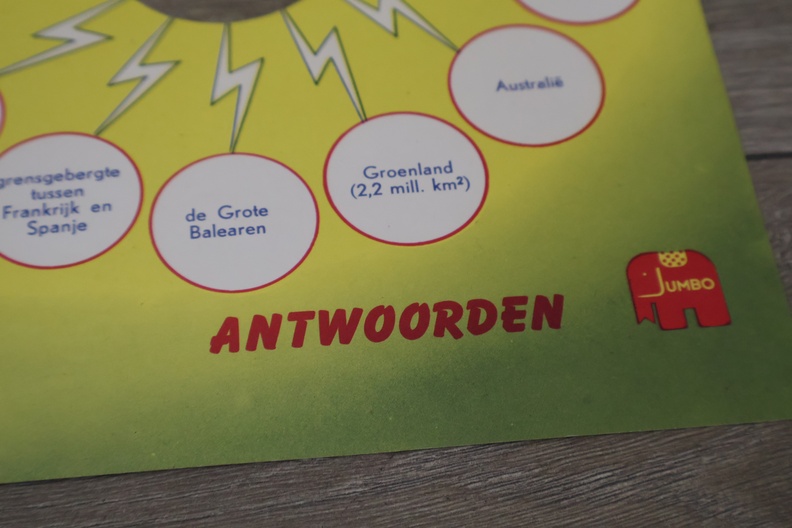 Australië
Groenland
(2,2 mill. km²)
grensgebergte
tussen
Frankrijk en
Spanje
de Grote
Balearen
ANTWOORDEN
JUMBO